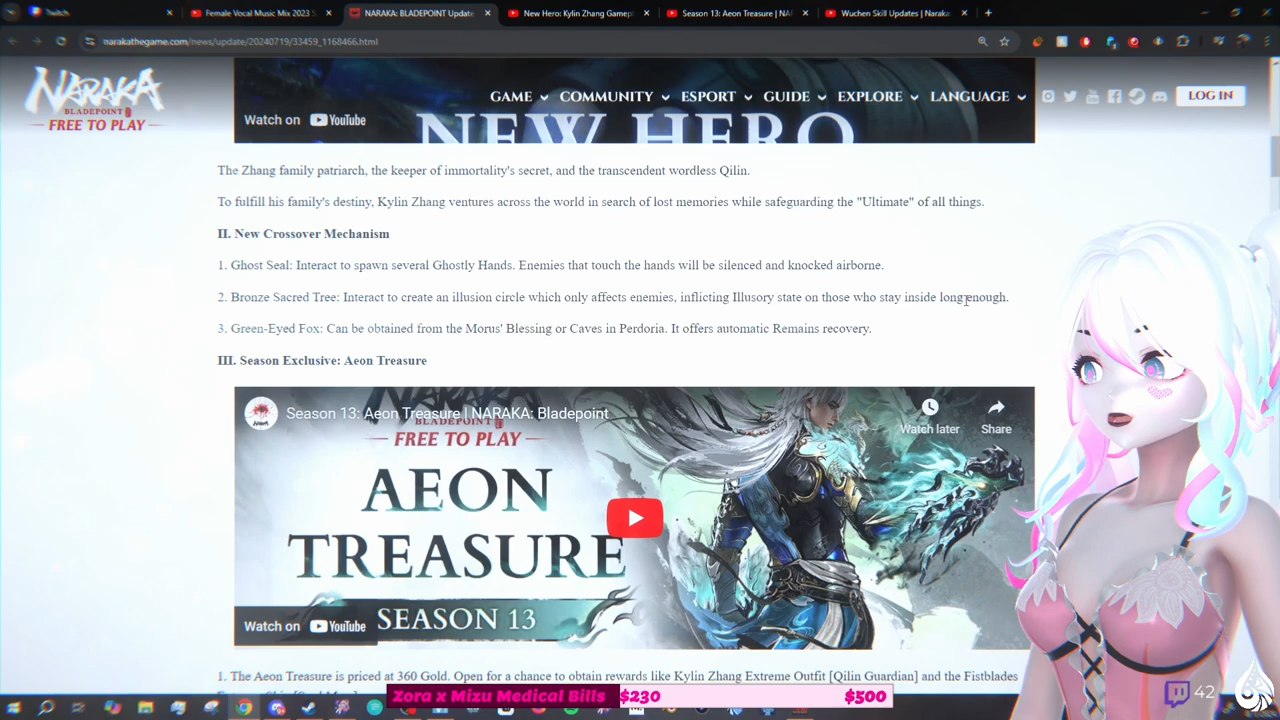 Twitch
Female Vocal Music Mix 2023
NARAKA: BLADEPOINT Update
New Hero: Kylin Zhang Gamepl
Season 13: Aeon Treasure | NA
Wuchen Skill Updates | Naraka
narakathegame.com/news/update/20240719/33459_1168466.html
NARAKA
BLADEPOINT
FREE TO PLAY
GAME
COMMUNITY
ESPORT
GUIDE
EXPLORE
LANGUAGE
LOG IN
Watch on YouTube
NEW HERO
The Zhang family patriarch, the keeper of immortality's secret, and the transcendent wordless Qilin.
To fulfill his family's destiny, Kylin Zhang ventures across the world in search of lost memories while safeguarding the "Ultimate" of all things.
II. New Crossover Mechanism
1. Ghost Seal: Interact to spawn several Ghostly Hands. Enemies that touch the hands will be silenced and knocked airborne.
2. Bronze Sacred Tree: Interact to create an illusion circle which only affects enemies, inflicting Illusory state on those who stay inside long enough.
3. Green-Eyed Fox: Can be obtained from the Morus' Blessing or Caves in Perdoria. It offers automatic Remains recovery.
III. Season Exclusive: Aeon Treasure
Season 13: Aeon Treasure | NARAKA: Bladepoint
Watch later
Share
BLADEPOINT
FREE TO PLAY
AEON
TREASURE
SEASON 13
Watch on YouTube
1. The Aeon Treasure is priced at 360 Gold. Open for a chance to obtain rewards like Kylin Zhang Extreme Outfit [Qilin Guardian] and the Fistblades
Zora x Mizu Medical Bills $230 $500
42